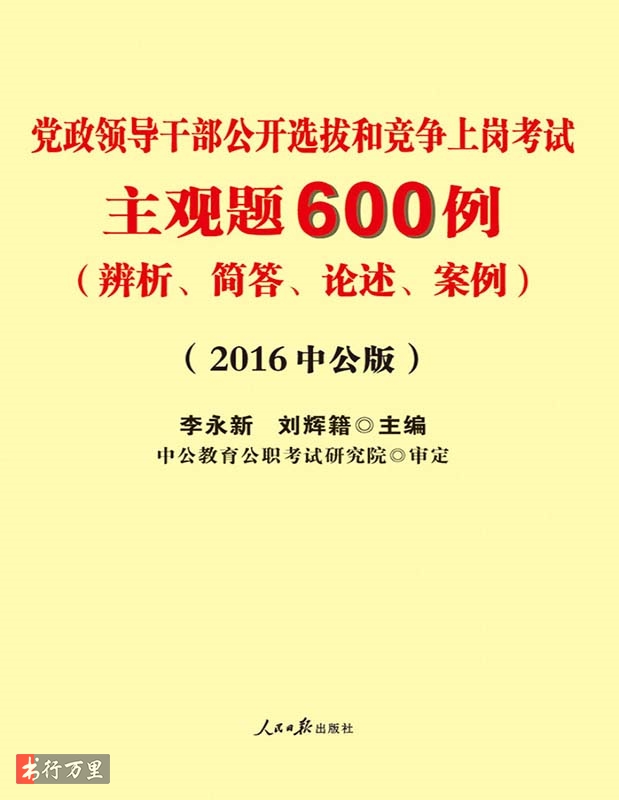 党政领导干部公开选拔和竞争上岗考试
主观题600例
（辨析、简答、论述、案例）
（2016中公版）
李永新 刘辉籍◎主编
中公教育公职考试研究院◎审定
人民日报出版社
书行万里